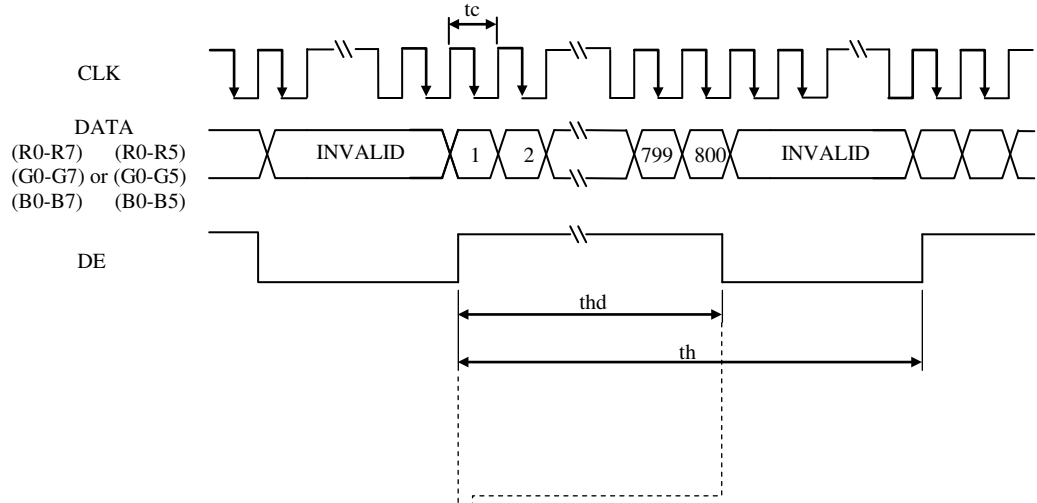 tc
CLK
DATA
(R0-R7) (R0-R5)
(G0-G7) or (G0-G5)
(B0-B7) (B0-B5)
INVALID 1 2 799 800 INVALID
DE
thd
th